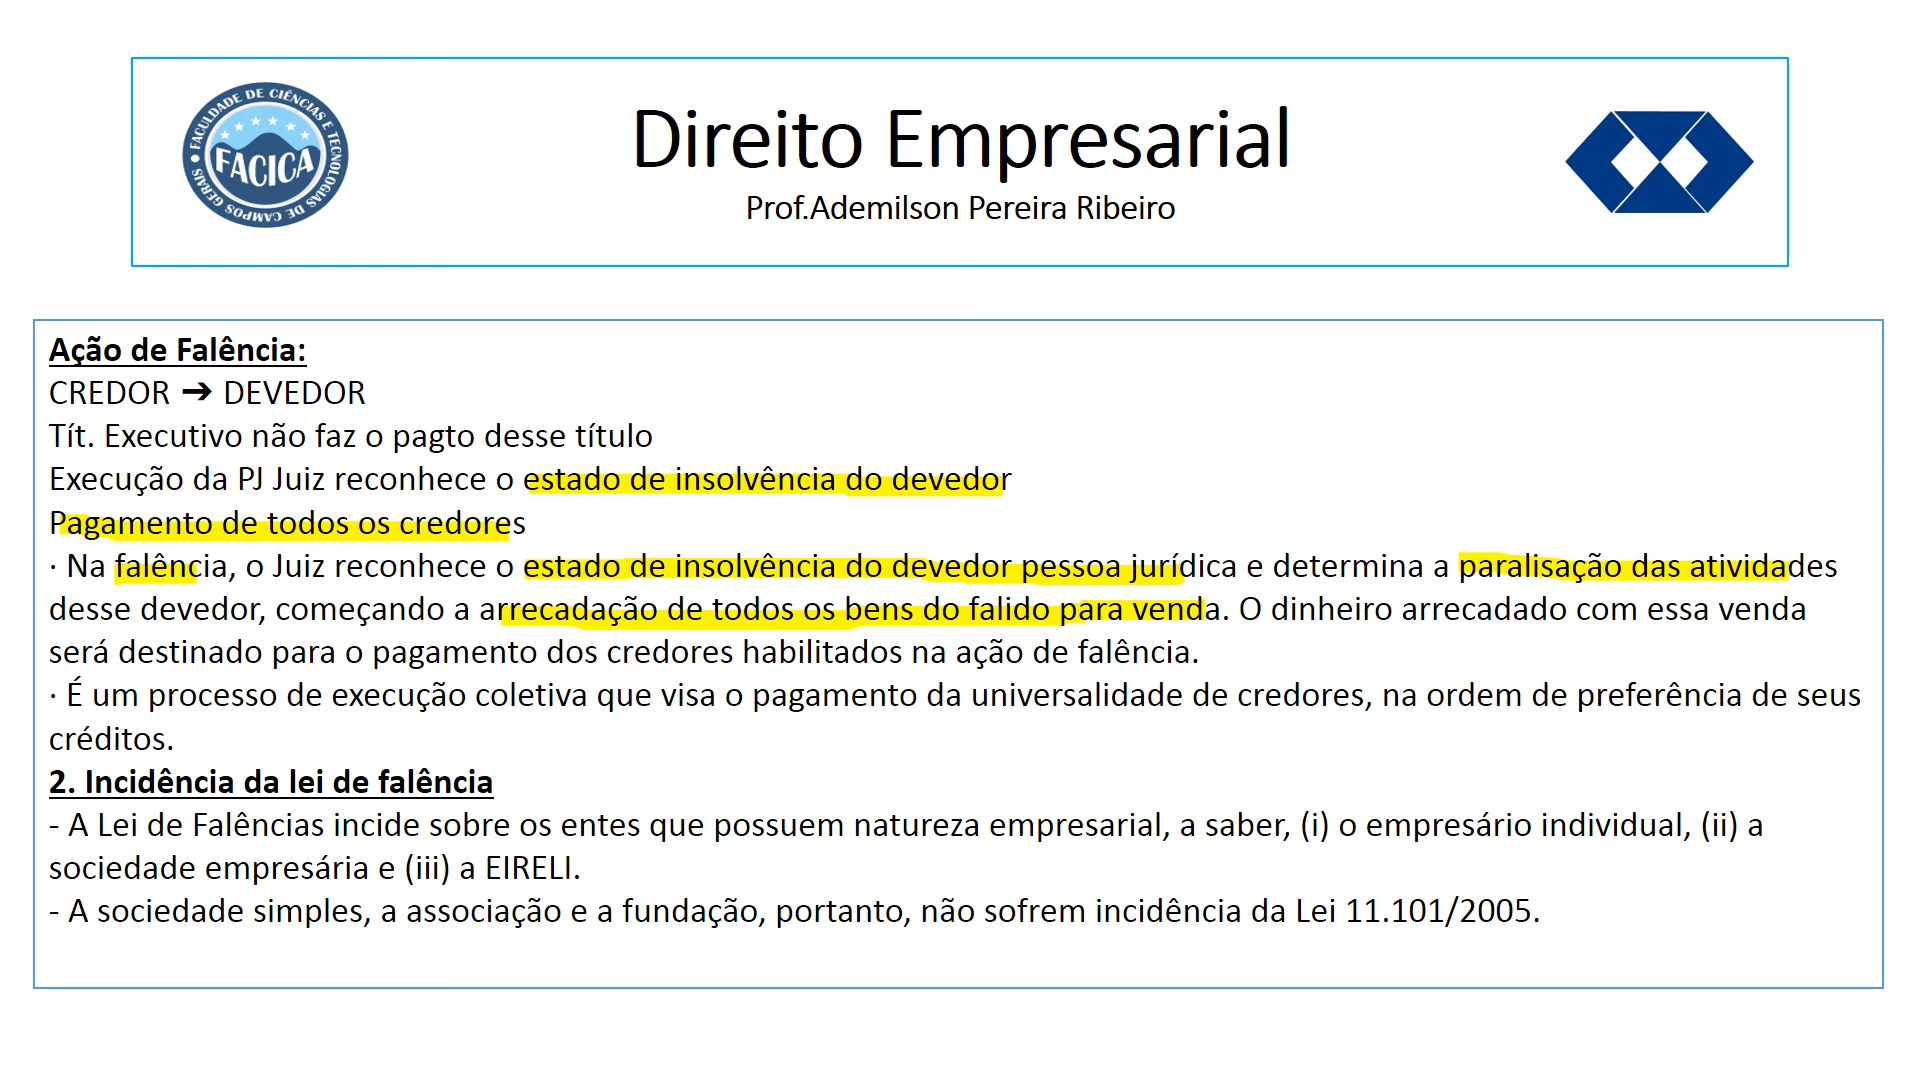 FACULDADE DE CIÊNCIAS E TECNOLOGIAS DE CAMPOS GERAIS
FACICA
Direito Empresarial
Prof.Ademilson Pereira Ribeiro
Ação de Falência:
CREDOR ➔ DEVEDOR
Tít. Executivo não faz o pagto desse título
Execução da PJ Juiz reconhece o estado de insolvência do devedor
Pagamento de todos os credores
· Na falência, o Juiz reconhece o estado de insolvência do devedor pessoa jurídica e determina a paralisação das atividades
desse devedor, começando a arrecadação de todos os bens do falido para venda. O dinheiro arrecadado com essa venda
será destinado para o pagamento dos credores habilitados na ação de falência.
· É um processo de execução coletiva que visa o pagamento da universalidade de credores, na ordem de preferência de seus
créditos.
2. Incidência da lei de falência
- A Lei de Falências incide sobre os entes que possuem natureza empresarial, a saber, (i) o empresário individual, (ii) a
sociedade empresária e (iii) a EIRELI.
- A sociedade simples, a associação e a fundação, portanto, não sofrem incidência da Lei 11.101/2005.